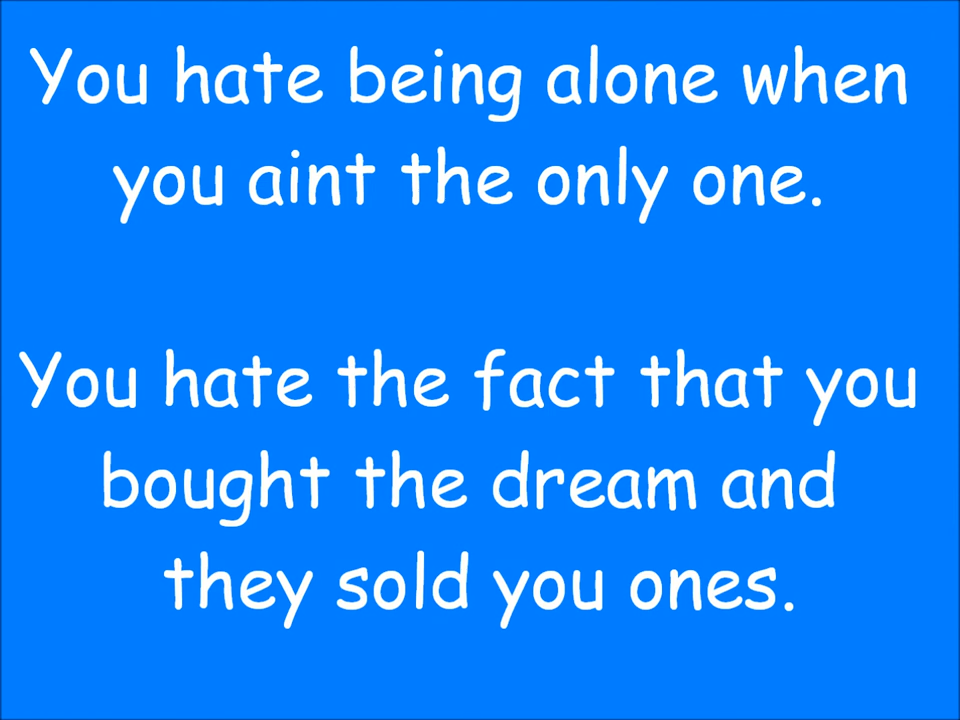 You hate being alone when
you aint the only one.
You hate the fact that you
bought the dream and
they sold you ones.